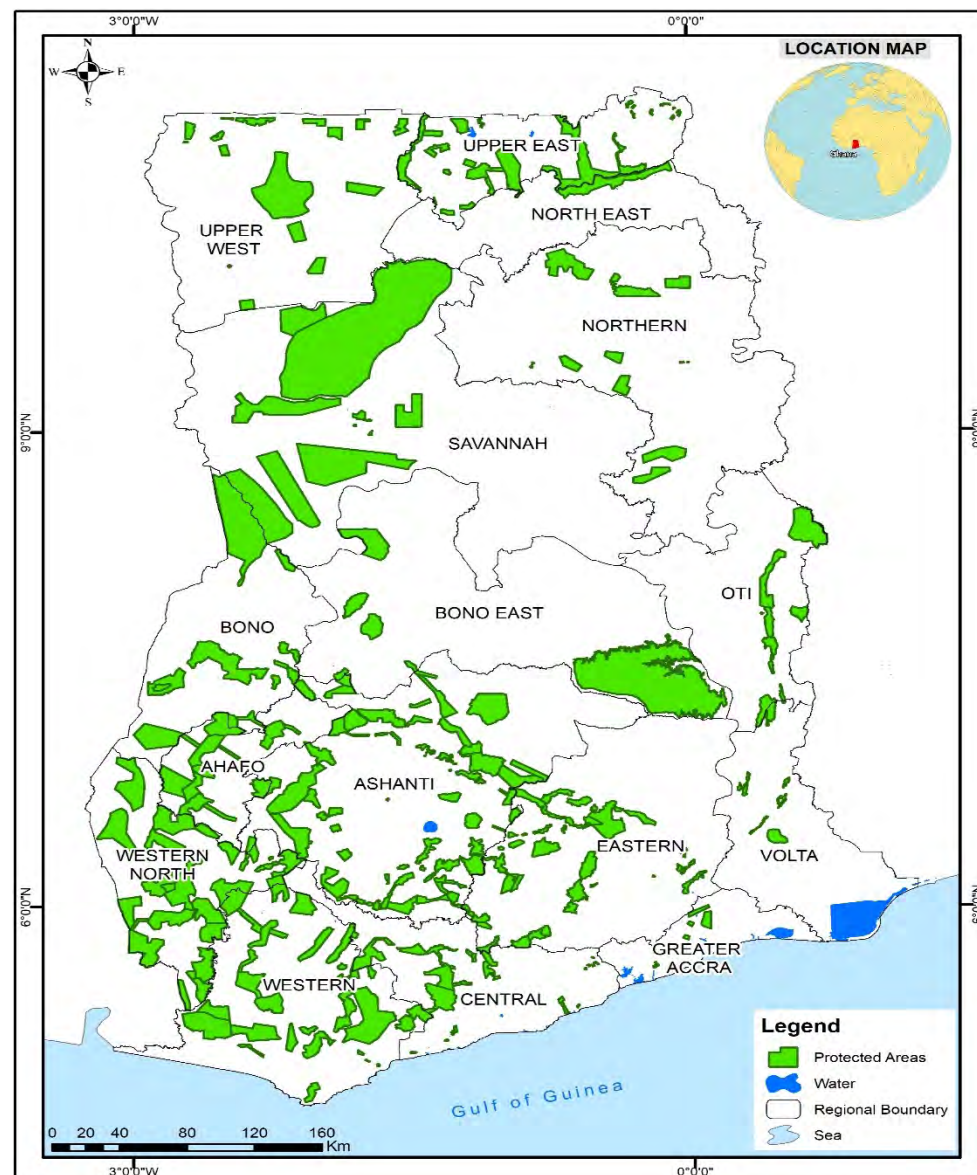 3°0'0"W
0°0'0"
N
W
E
S
LOCATION MAP
Ghana
UPPER EAST
NORTH EAST
UPPER
WEST
NORTHERN
9°0'0"N
SAVANNAH
OTI
BONO EAST
BONO
AHAFO
ASHANTI
WESTERN
NORTH
EASTERN
VOLTA
6°0'0"N
6°0'0"N
GREATER
ACCRA
WESTERN
CENTRAL
Gulf of Guinea
Legend
Protected Areas
Water
Regional Boundary
Sea
0 20 40 80 120 160
Km
3°0'0"W
0°0'0"